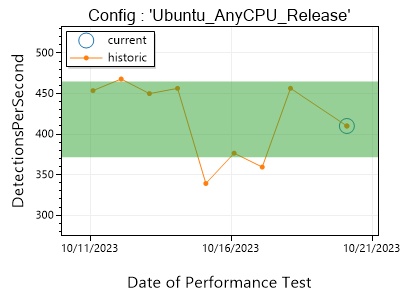 Config : 'Ubuntu_AnyCPU_Release'
current
historic
DetectionsPerSecond
500
450
400
350
300
10/11/2023
10/16/2023
10/21/2023
Date of Performance Test